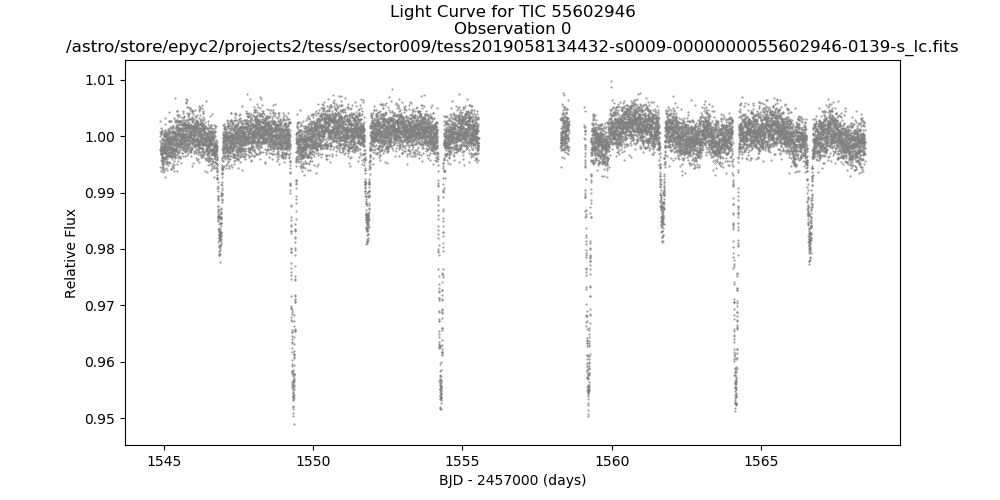 Light Curve for TIC 55602946
Observation 0
/astro/store/epyc2/projects2/tess/sector009/tess2019058134432-s0009-0000000055602946-0139-s_lc.fits
1.01
1.00
0.99
0.98
0.97
0.96
0.95
Relative Flux
1545
1550
1555
1560
1565
BJD - 2457000 (days)